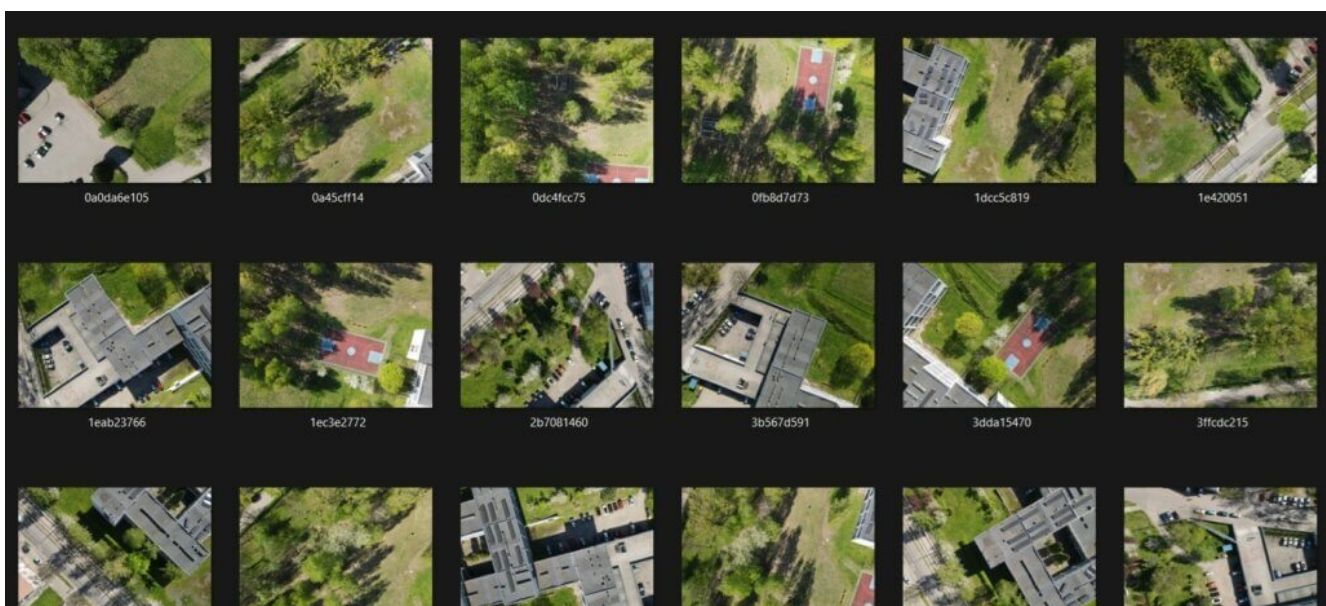 0a0da6e105
0a45cff14
0dc4fcc75
0fb8d7d73
1dcc5c819
1e420051
1eab23766
1ec3e2772
2b7081460
3b567d591
3dda15470
3ffcdc215